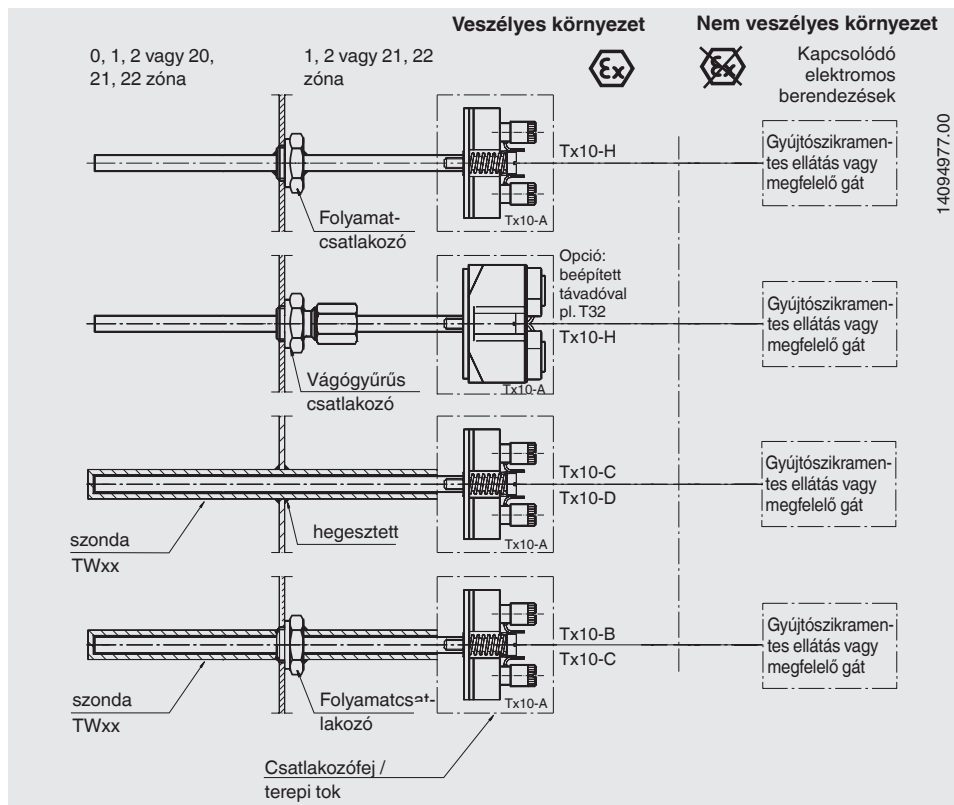 Veszélyes környezet
Nem veszélyes környezet
0, 1, 2 vagy 20,
21, 22 zóna
1, 2 vagy 21, 22
zóna
Ex
Ex
Kapcsolódó
elektromos
berendezések
14094977.00
Tx10-H
Tx10-A
Folyamat-
csatlakozó
Gyújtószikramen-
tes ellátás vagy
megfelelő gát
Opció:
beépített
távadóval
pl. T32
Tx10-H
Tx10-A
Vágógyűrűs
csatlakozó
Gyújtószikramen-
tes ellátás vagy
megfelelő gát
Tx10-C
Tx10-D
Tx10-A
szonda
TWxx
hegesztett
Gyújtószikramen-
tes ellátás vagy
megfelelő gát
Tx10-B
Tx10-C
Tx10-A
szonda
TWxx
Folyamatcsat-
lakozó
Gyújtószikramen-
tes ellátás vagy
megfelelő gát
Csatlakozófej /
terepi tok